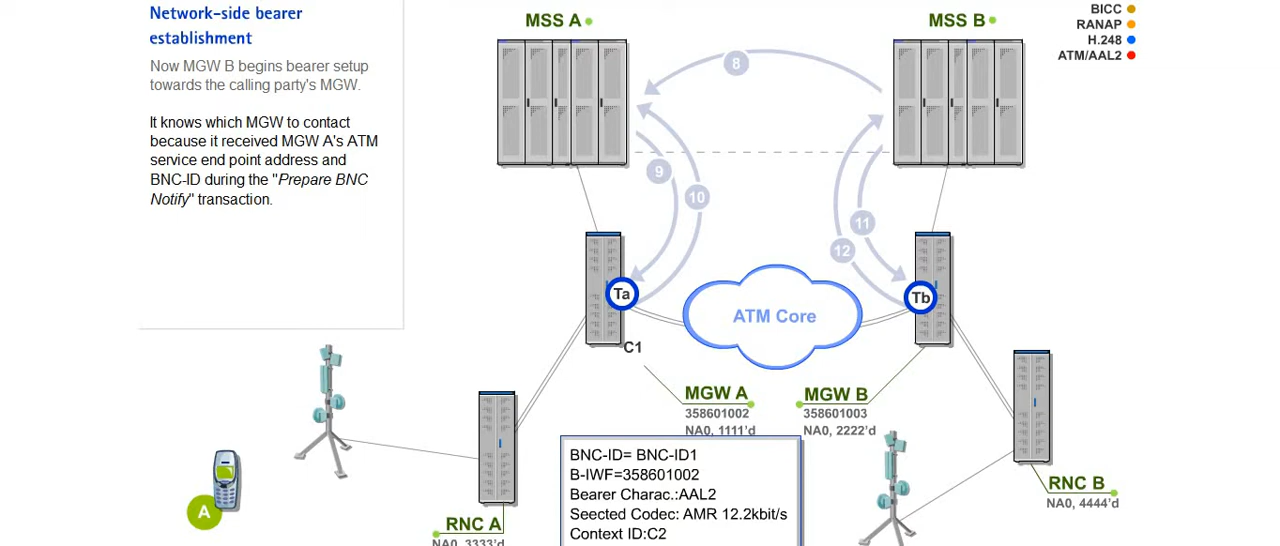 Network-side bearer
establishment
Now MGW B begins bearer setup
towards the calling party's MGW.
It knows which MGW to contact
because it received MGW A's ATM
service end point address and
BNC-ID during the "Prepare BNC
Notify" transaction.
MSS A
MSS B
BICC
RANAP
H.248
ATM/AAL2
8
9
10
11
12
Ta
Tb
ATM Core
C1
MGW A
358601002
NA0, 1111'd
MGW B
358601003
NA0, 2222'd
BNC-ID= BNC-ID1
B-IWF=358601002
Bearer Charac.:AAL2
Seected Codec: AMR 12.2kbit/s
Context ID:C2
RNC B
NA0, 4444'd
A
RNC A
NA0, 3333'd